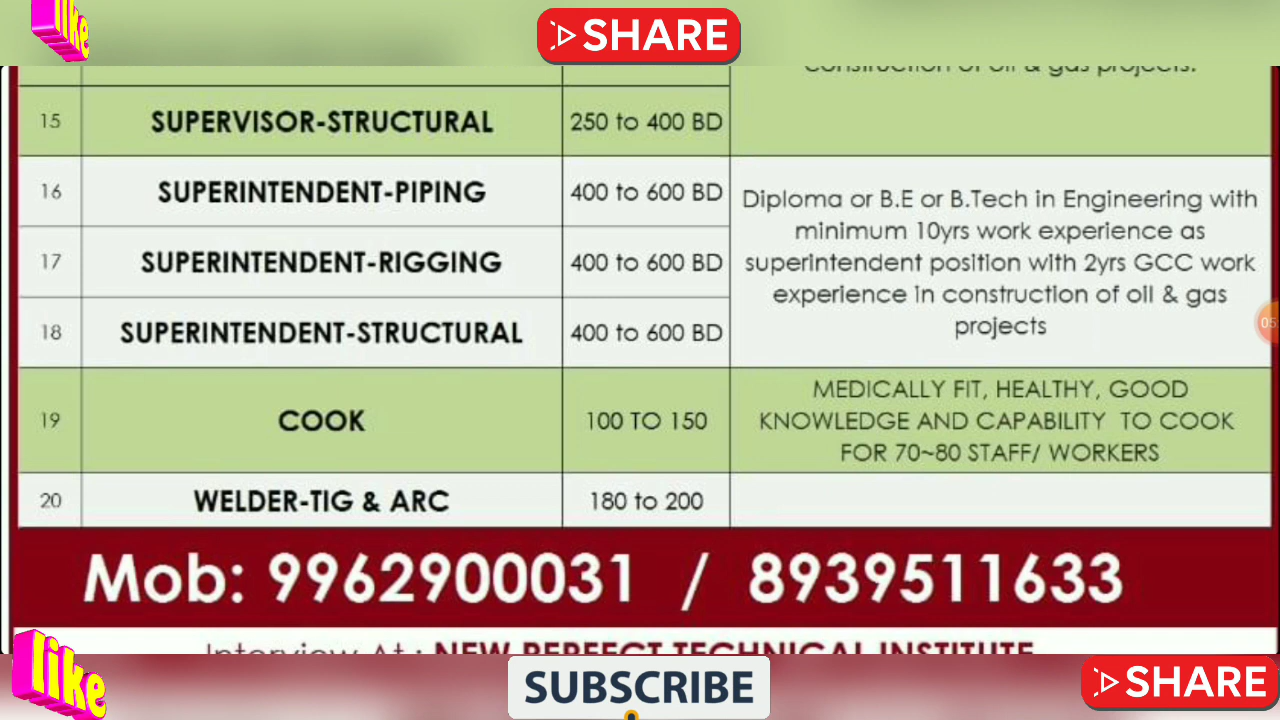 like
SHARE
Construction of oil & gas projects.
15 SUPERVISOR-STRUCTURAL 250 to 400 BD
16 SUPERINTENDENT-PIPING 400 to 600 BD
17 SUPERINTENDENT-RIGGING 400 to 600 BD
18 SUPERINTENDENT-STRUCTURAL 400 to 600 BD
Diploma or B.E or B.Tech in Engineering with
minimum 10yrs work experience as
superintendent position with 2yrs GCC work
experience in construction of oil & gas
projects
05
19 COOK 100 TO 150
MEDICALLY FIT, HEALTHY, GOOD
KNOWLEDGE AND CAPABILITY TO COOK
FOR 70~80 STAFF/ WORKERS
20 WELDER-TIG & ARC 180 to 200
Mob: 9962900031 / 8939511633
Interview At : NEW PERFECT TECHNICAL INSTITUTE
like
SUBSCRIBE
SHARE